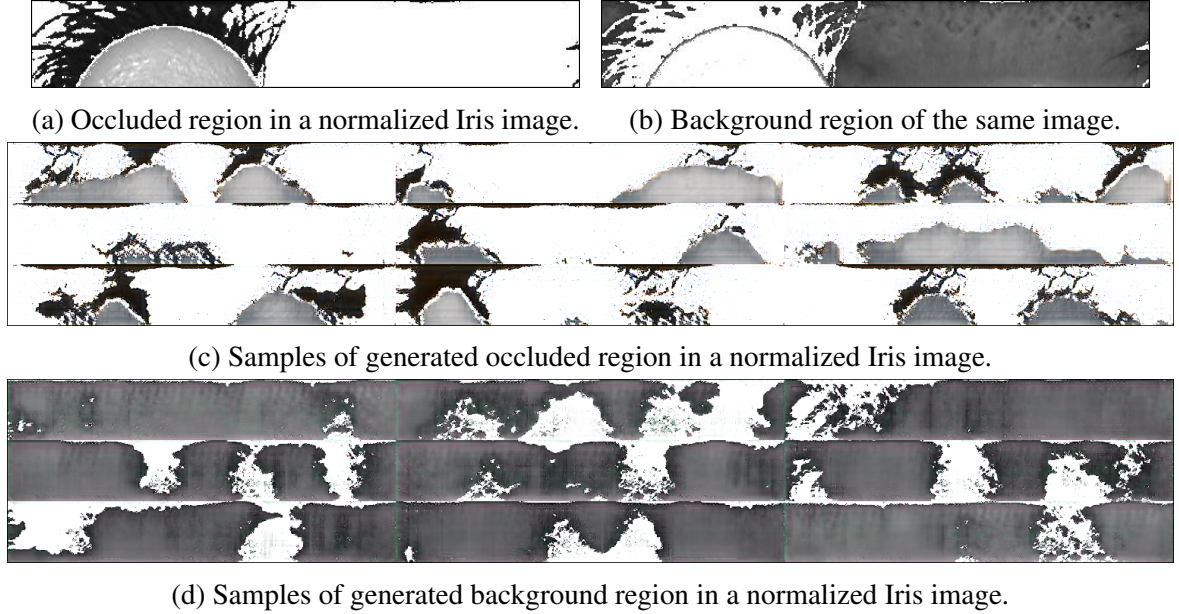 (a) Occluded region in a normalized Iris image.
(b) Background region of the same image.
(c) Samples of generated occluded region in a normalized Iris image.
(d) Samples of generated background region in a normalized Iris image.